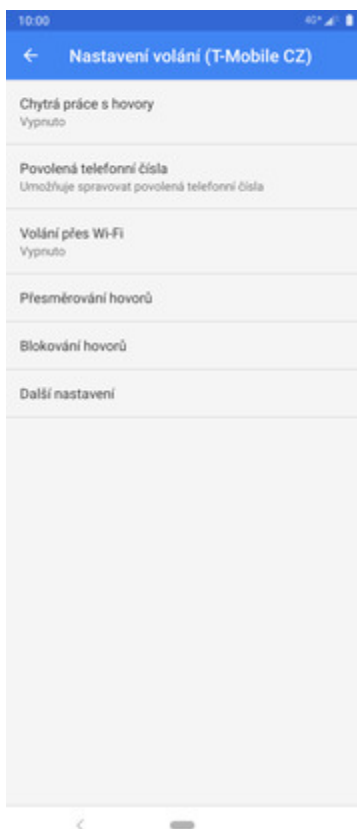 10:00
4G+
Nastavení volání (T-Mobile CZ)
Chytrá práce s hovory
Vypnuto
Povolená telefonní čísla
Umožňuje spravovat povolená telefonní čísla
Volání přes Wi-Fi
Vypnuto
Přesměrování hovorů
Blokování hovorů
Další nastavení